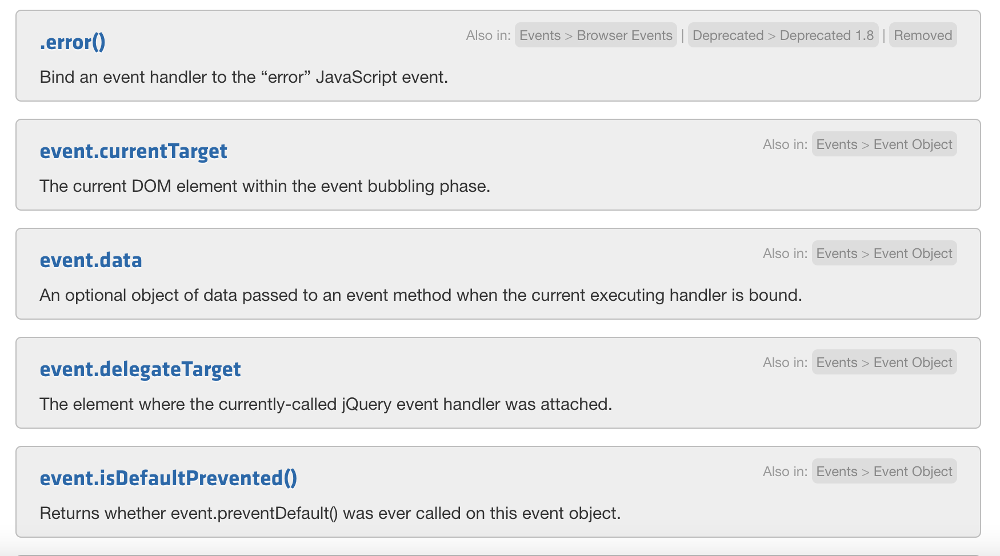 .error()
Also in: Events > Browser Events | Deprecated > Deprecated 1.8 | Removed
Bind an event handler to the “error” JavaScript event.
event.currentTarget
Also in: Events > Event Object
The current DOM element within the event bubbling phase.
event.data
Also in: Events > Event Object
An optional object of data passed to an event method when the current executing handler is bound.
event.delegateTarget
Also in: Events > Event Object
The element where the currently-called jQuery event handler was attached.
event.isDefaultPrevented()
Also in: Events > Event Object
Returns whether event.preventDefault() was ever called on this event object.